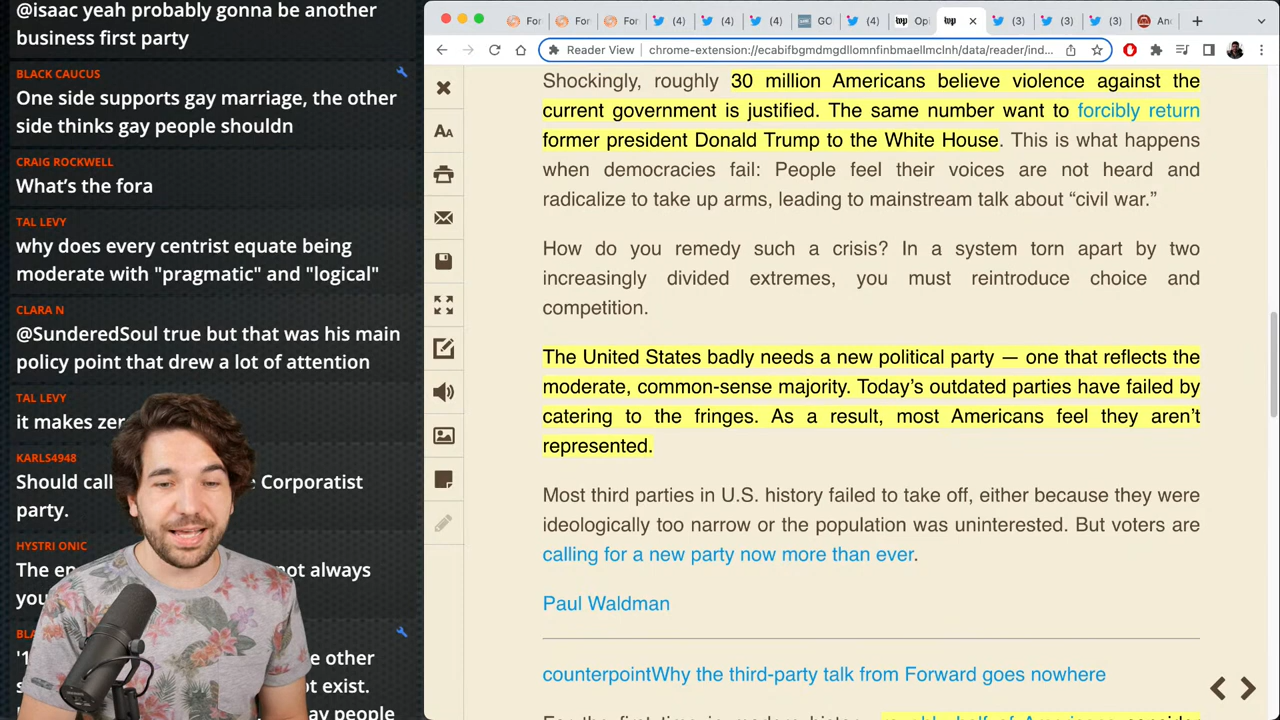 @isaac yeah probably gonna be another
business first party
BLACK CAUCUS
One side supports gay marriage, the other
side thinks gay people shouldn
CRAIG ROCKWELL
What's the fora
TAL LEVY
why does every centrist equate being
moderate with "pragmatic" and "logical"
CLARA N
@SunderedSoul true but that was his main
policy point that drew a lot of attention
TAL LEVY
it makes
KARLS4948
Should call
Corporatist
party.
HYSTRI ONIC
The
not always
other
ot exist.
people
For
For
For
(4)
(4)
(4)
GO
(4)
Op
(3)
(3)
(3)
Reader View
chrome-extension://ecabifbgmdmgdllomnfinbmaellmclnh/data/reader/ind...
Shockingly, roughly 30 million Americans believe violence against the
current government is justified. The same number want to forcibly return
former president Donald Trump to the White House. This is what happens
when democracies fail: People feel their voices are not heard and
radicalize to take up arms, leading to mainstream talk about “civil war.”
How do you remedy such a crisis? In a system torn apart by two
increasingly divided extremes, you must reintroduce choice and
competition.
The United States badly needs a new political party — one that reflects the
moderate, common-sense majority. Today’s outdated parties have failed by
catering to the fringes. As a result, most Americans feel they aren’t
represented.
Most third parties in U.S. history failed to take off, either because they were
ideologically too narrow or the population was uninterested. But voters are
calling for a new party now more than ever.
Paul Waldman
counterpointWhy the third-party talk from Forward goes nowhere